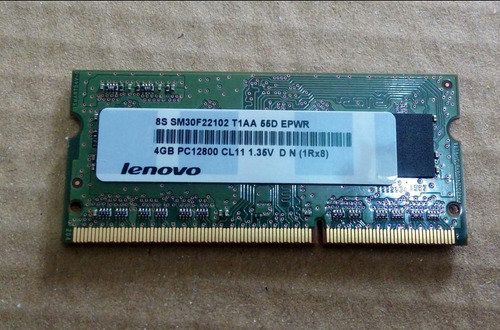 8S SM30F22102 T1AA 55D EPWR
4GB PC12800 CL11 1.35V D N (1Rx8)
lenovo